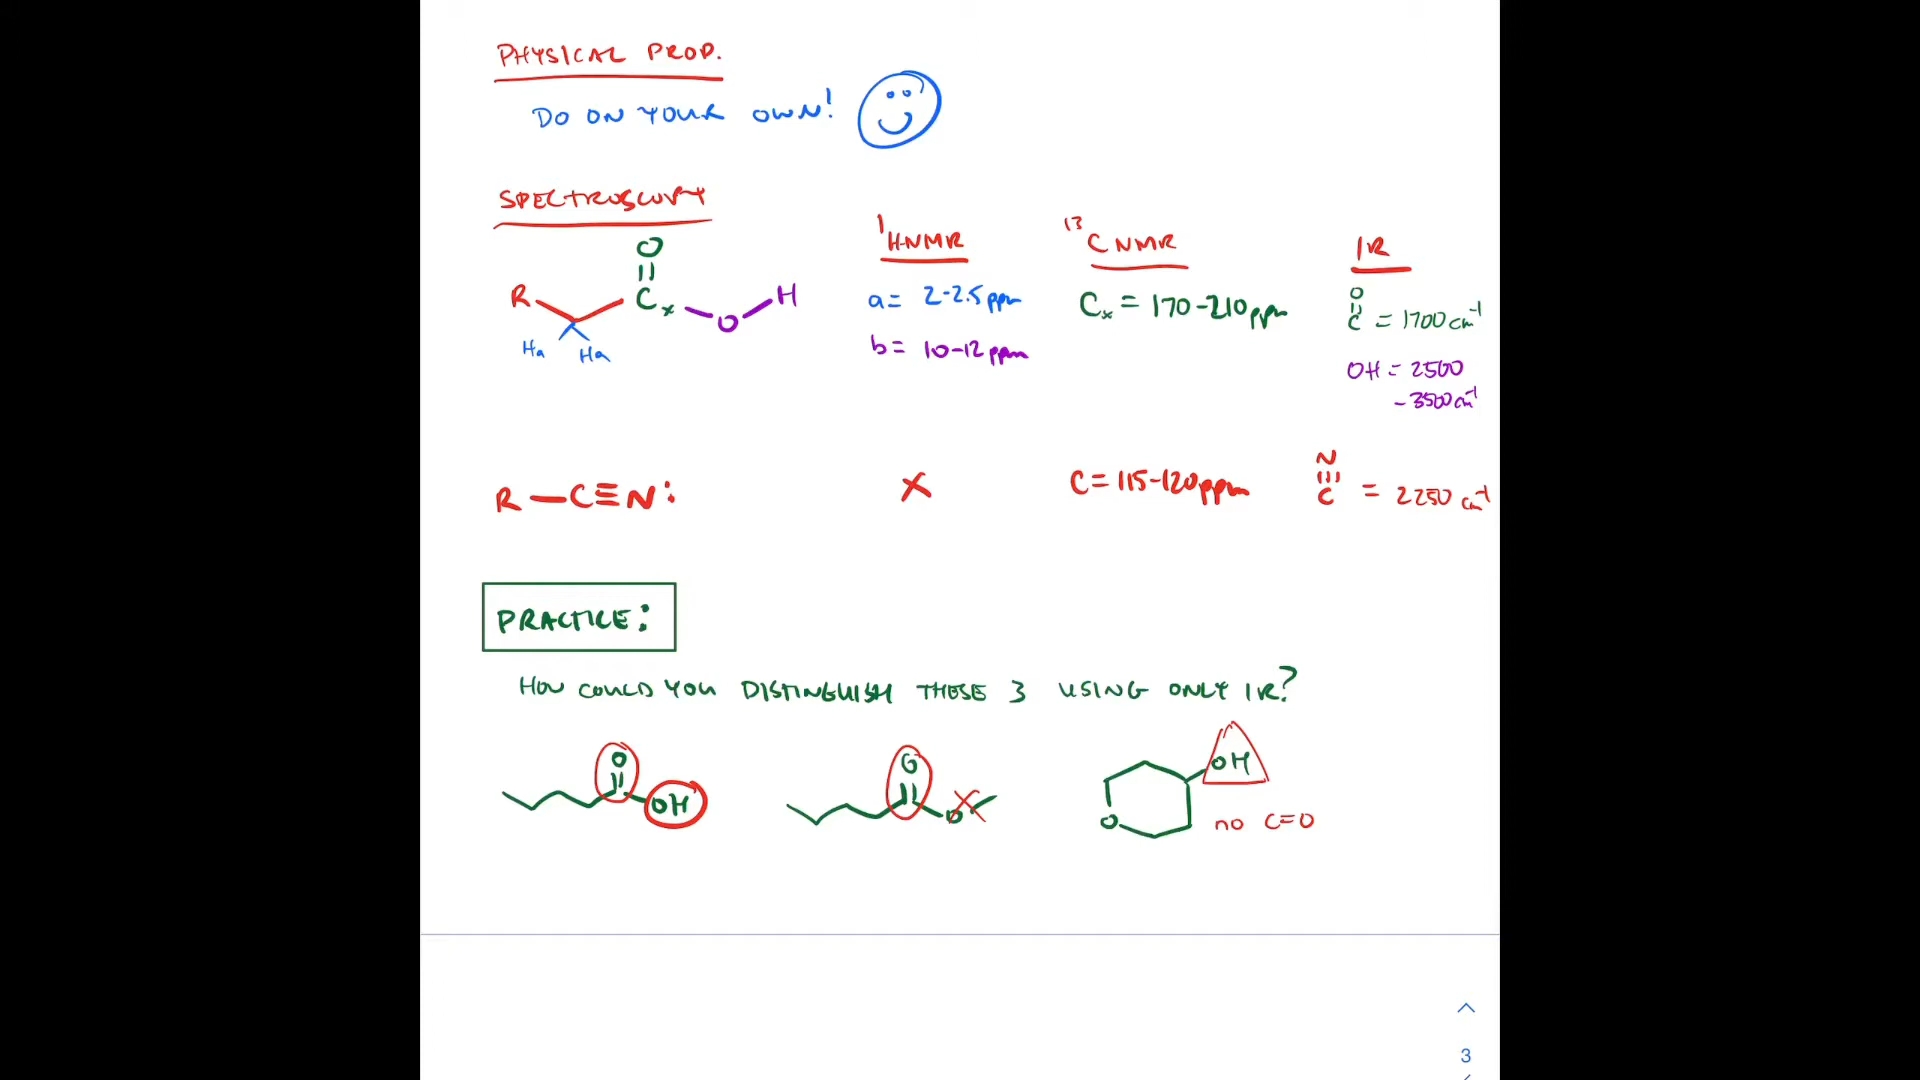 PHYSICAL PROP.
DO ON YOUR OWN!
SPECTROSCOPY
¹H-NMR
¹³C NMR
IR
O
R
Cₓ
O
H
Ha
Ha
a = 2-2.5 ppm
b = 10-12 ppm
Cₓ = 170-210 ppm
O
C = 1700 cm⁻¹
OH = 2500
- 3500 cm⁻¹
R—C≡N:
X
C = 115-120 ppm
N
C = 2250 cm⁻¹
PRACTICE:
HOW COULD YOU DISTINGUISH THESE 3 USING ONLY IR?
O
OH
O
O
OH
O
no C=O
3